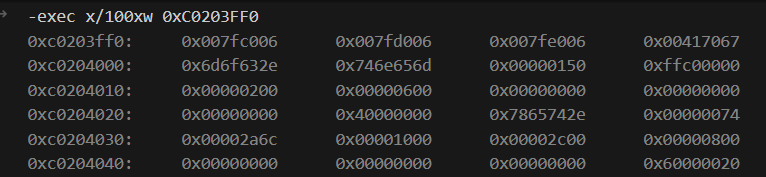 -exec x/100xw 0xC0203FF0
0xc0203ff0: 0x007fc006 0x007fd006 0x007fe006 0x00417067
0xc0204000: 0x6d6f632e 0x746e656d 0x00000150 0xffc00000
0xc0204010: 0x00000200 0x00000600 0x00000000 0x00000000
0xc0204020: 0x00000000 0x40000000 0x7865742e 0x00000074
0xc0204030: 0x00002a6c 0x00001000 0x00002c00 0x00000800
0xc0204040: 0x00000000 0x00000000 0x00000000 0x60000020